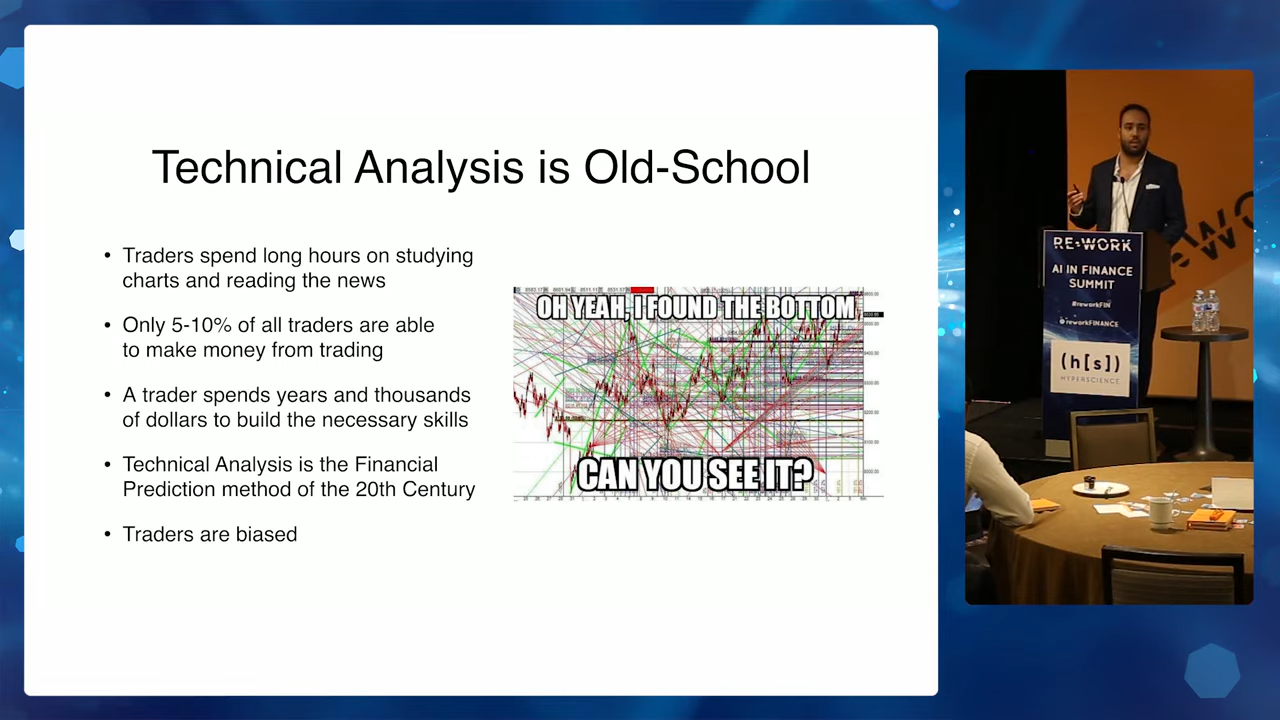 Technical Analysis is Old-School
• Traders spend long hours on studying
charts and reading the news
• Only 5-10% of all traders are able
to make money from trading
• A trader spends years and thousands
of dollars to build the necessary skills
• Technical Analysis is the Financial
Prediction method of the 20th Century
• Traders are biased
OH YEAH, I FOUND THE BOTTOM
CAN YOU SEE IT?
RE•WORK
AI IN FINANCE
SUMMIT
#reworkFIN
@reworkFINANCE
(h[s])
HYPERSCIENCE